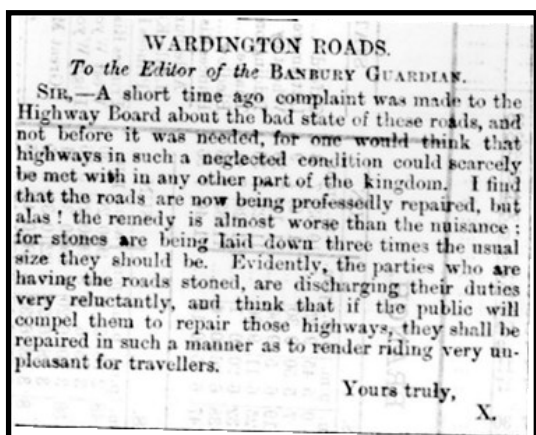 WARDINGTON ROADS.
To the Editor of the BANBURY GUARDIAN.
SIR,—A short time ago complaint was made to the
Highway Board about the bad state of these roads, and
not before it was needed, for one would think that
highways in such a neglected condition could scarcely
be met with in any other part of the kingdom. I find
that the roads are now being professedly repaired, but
alas! the remedy is almost worse than the nuisance;
for stones are being laid down three times the usual
size they should be. Evidently, the parties who are
having the roads stoned, are discharging their duties
very reluctantly, and think that if the public will
compel them to repair those highways, they shall be
repaired in such a manner as to render riding very un-
pleasant for travellers.
Yours truly,
X.